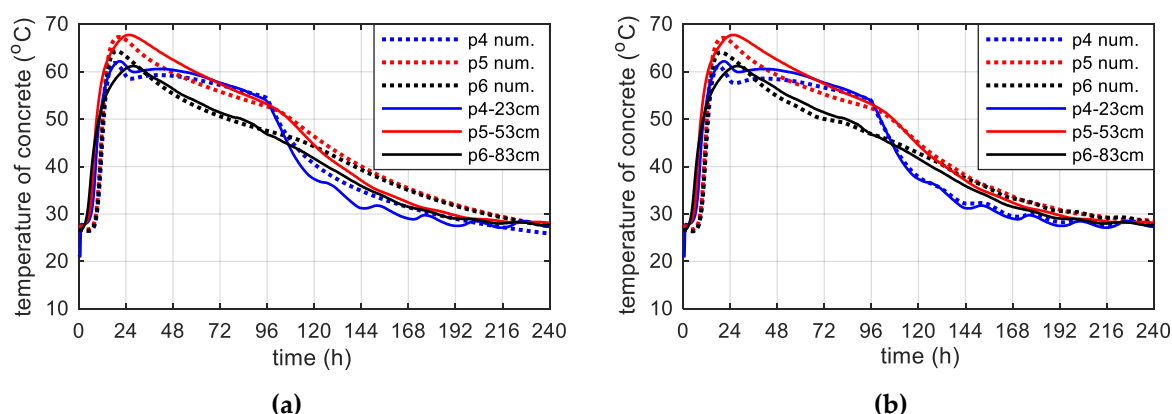 70
60
50
40
30
20
10
0 24 48 72 96 120 144 168 192 216 240
temperature of concrete (°C)
time (h)
p4 num.
p5 num.
p6 num.
p4-23cm
p5-53cm
p6-83cm
(a)
70
60
50
40
30
20
10
0 24 48 72 96 120 144 168 192 216 240
temperature of concrete (°C)
time (h)
p4 num.
p5 num.
p6 num.
p4-23cm
p5-53cm
p6-83cm
(b)